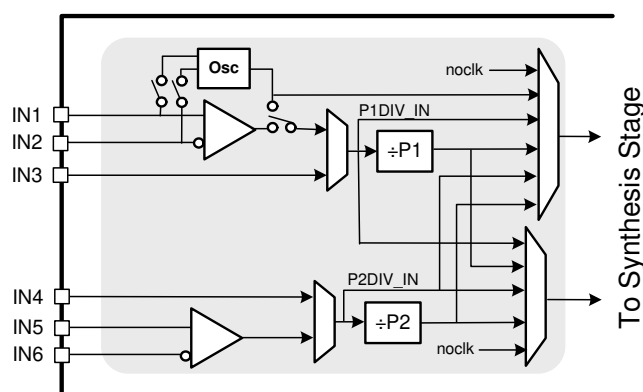 Osc
noclk
IN1
P1DIV_IN
IN2
÷P1
IN3
To Synthesis Stage
IN4
P2DIV_IN
IN5
÷P2
IN6
noclk